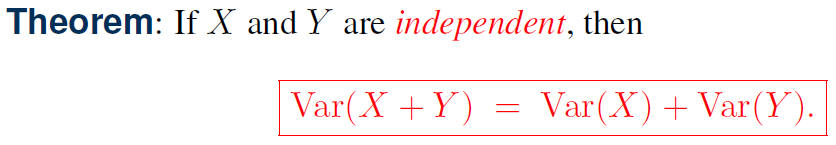 Theorem: If X and Y are independent, then
Var(X + Y) = Var(X) + Var(Y).